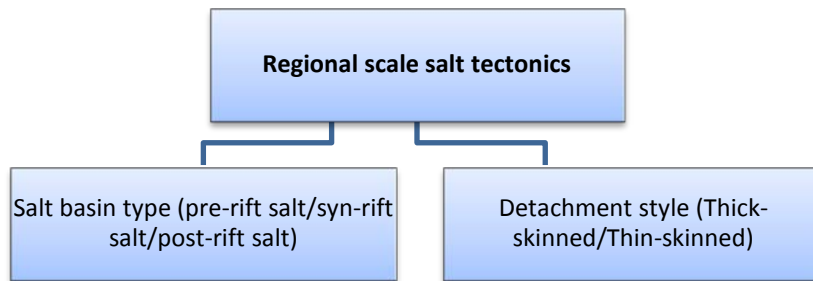 Regional scale salt tectonics
Salt basin type (pre-rift salt/syn-rift
salt/post-rift salt)
Detachment style (Thick-
skinned/Thin-skinned)